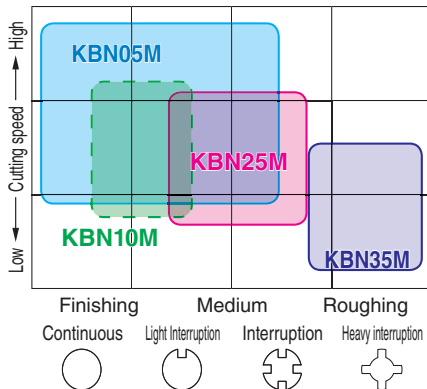 High
Cutting speed
Low
KBN05M
KBN25M
KBN10M
KBN35M
Finishing Medium Roughing
Continuous Light Interruption Interruption Heavy interruption